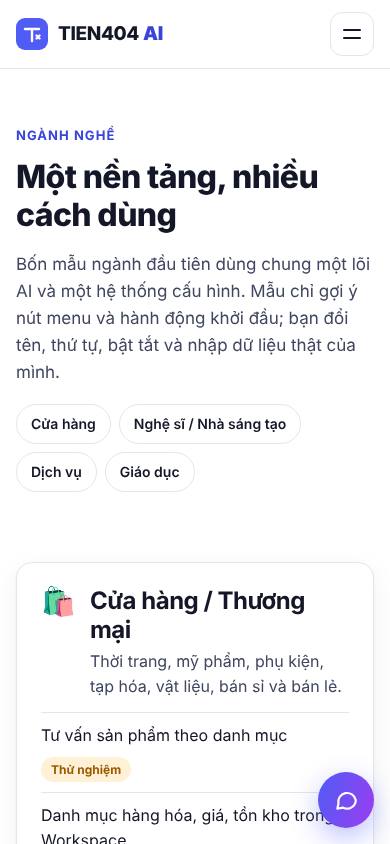 TIEN404 AI
NGÀNH NGHỀ
Một nền tảng, nhiều
cách dùng
Bốn mẫu ngành đầu tiên dùng chung một lõi
AI và một hệ thống cấu hình. Mẫu chỉ gợi ý
nút menu và hành động khởi đầu; bạn đổi
tên, thứ tự, bật tắt và nhập dữ liệu thật của
mình.
Cửa hàng
Nghệ sĩ / Nhà sáng tạo
Dịch vụ
Giáo dục
Cửa hàng / Thương
mại
Thời trang, mỹ phẩm, phụ kiện,
tạp hóa, vật liệu, bán sỉ và bán lẻ.
Tư vấn sản phẩm theo danh mục
Thử nghiệm
Danh mục hàng hóa, giá, tồn kho trong
Workspace